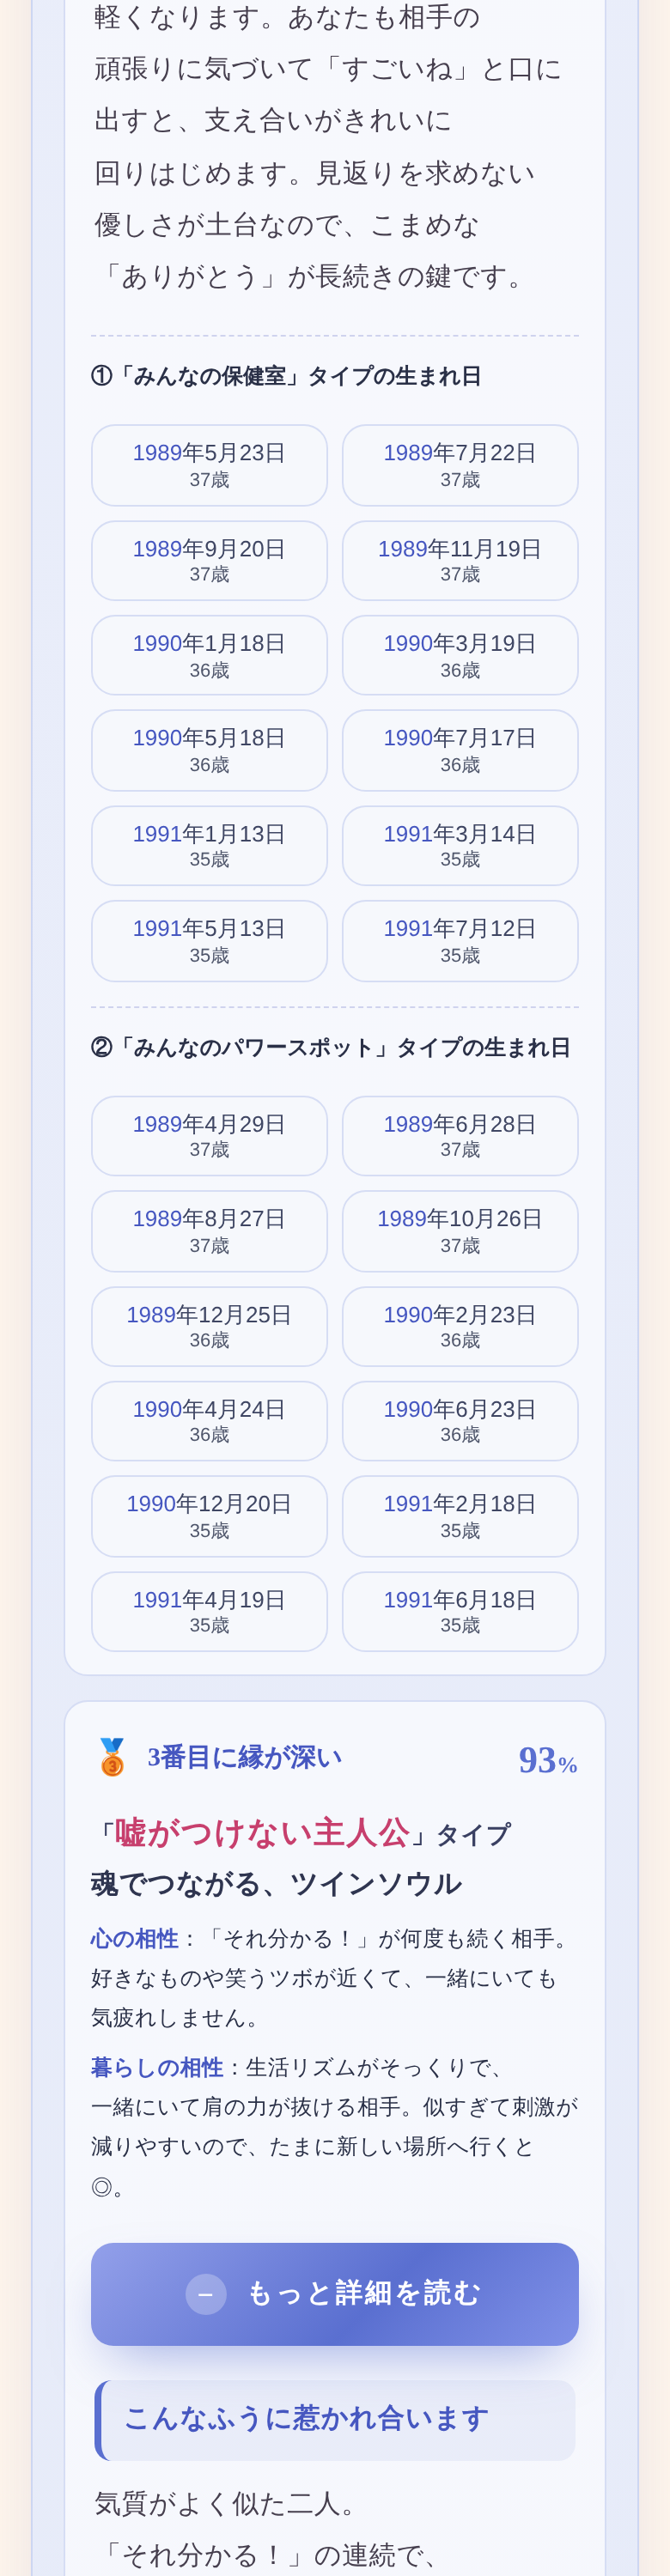 軽くなります。あなたも相手の
頑張りに気づいて「すごいね」と口に
出すと、支え合いがきれいに
回りはじめます。見返りを求めない
優しさが土台なので、こまめな
「ありがとう」が長続きの鍵です。
①「みんなの保健室」タイプの生まれ日
1989年5月23日
37歳
1989年7月22日
37歳
1989年9月20日
37歳
1989年11月19日
37歳
1990年1月18日
36歳
1990年3月19日
36歳
1990年5月18日
36歳
1990年7月17日
36歳
1991年1月13日
35歳
1991年3月14日
35歳
1991年5月13日
35歳
1991年7月12日
35歳
②「みんなのパワースポット」タイプの生まれ日
1989年4月29日
37歳
1989年6月28日
37歳
1989年8月27日
37歳
1989年10月26日
37歳
1989年12月25日
36歳
1990年2月23日
36歳
1990年4月24日
36歳
1990年6月23日
36歳
1990年12月20日
35歳
1991年2月18日
35歳
1991年4月19日
35歳
1991年6月18日
35歳
3 3番目に縁が深い 93%
「嘘がつけない主人公」タイプ
魂でつながる、ツインソウル
心の相性：「それ分かる！」が何度も続く相手。
好きなものや笑うツボが近くて、一緒にいても
気疲れしません。
暮らしの相性：生活リズムがそっくりで、
一緒にいて肩の力が抜ける相手。似すぎて刺激が
減りやすいので、たまに新しい場所へ行くと
◎。
− もっと詳細を読む
こんなふうに惹かれ合います
気質がよく似た二人。
「それ分かる！」の連続で、